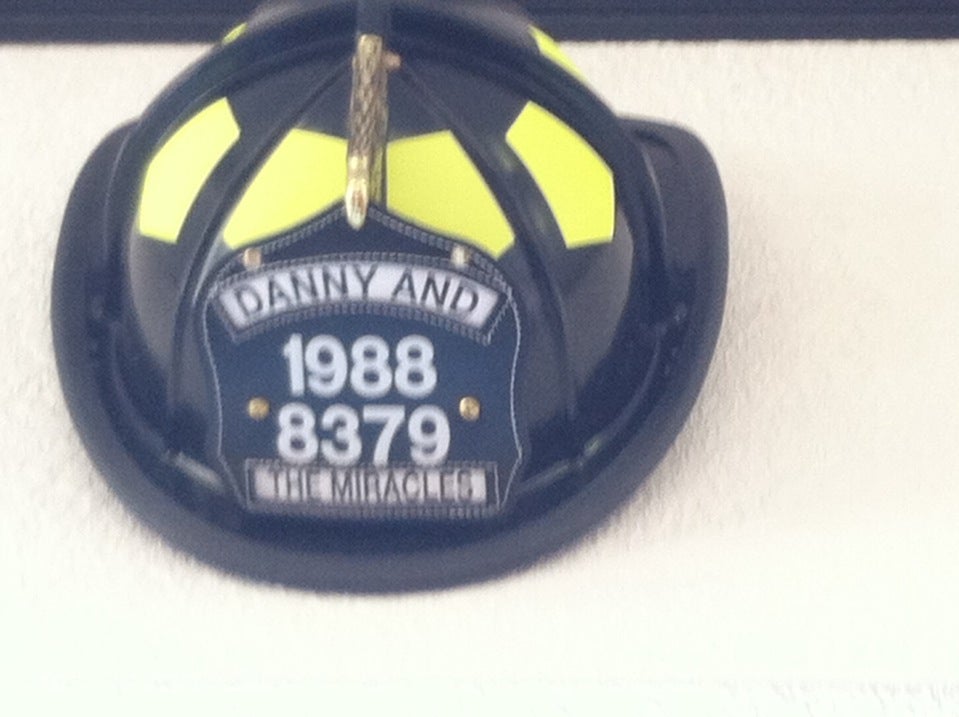 DANNY AND
1988
8379
THE MIRACLES